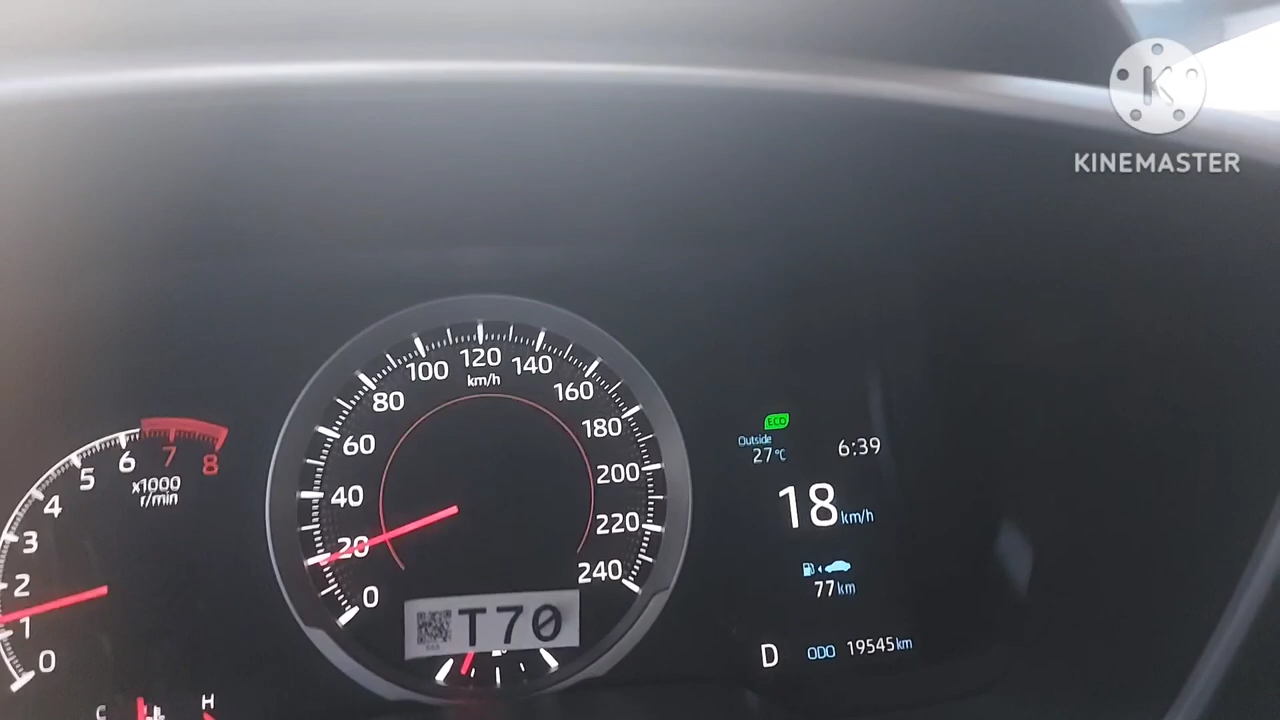 K
KINEMASTER
120
100 140
km/h
80 160
60 180
40 200
20 220
0 240
6 7 8
5
x1000
r/min
4
3
2
1
0
C H
T70
ECO
Outside
27°C 6:39
18 km/h
77 km
D ODO 19545 km